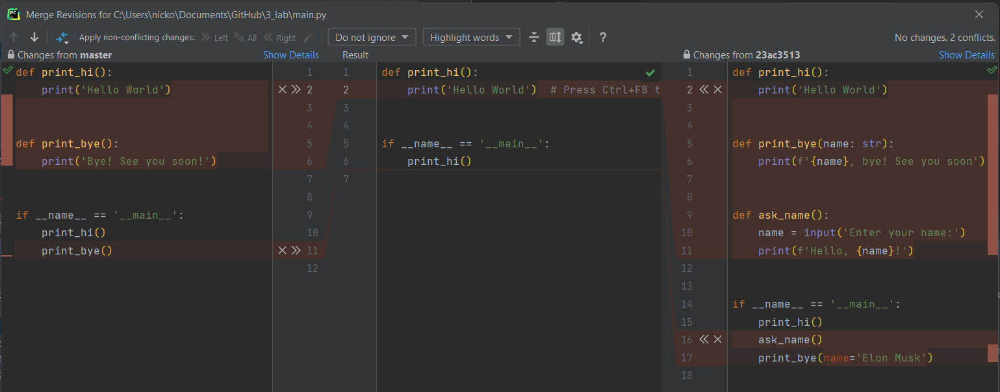 PC Merge Revisions for C:\Users\nicko\Documents\GitHub\3_lab\main.py
Apply non-conflicting changes: Left All Right Do not ignore Highlight words ? No changes. 2 conflicts.
Changes from master Show Details
1 def print_hi():
2     print('Hello World')
3
4
5 def print_bye():
6     print('Bye! See you soon!')
7
8
9 if __name__ == '__main__':
10     print_hi()
11     print_bye()
12
Result
1 def print_hi():
2     print('Hello World')  # Press Ctrl+F8 t
3
4
5 if __name__ == '__main__':
6     print_hi()
7
Changes from 23ac3513 Show Details
1 def print_hi():
2     print('Hello World')
3
4
5 def print_bye(name: str):
6     print(f'{name}, bye! See you soon')
7
8
9 def ask_name():
10     name = input('Enter your name:')
11     print(f'Hello, {name}!')
12
13
14 if __name__ == '__main__':
15     print_hi()
16     ask_name()
17     print_bye(name='Elon Musk')
18